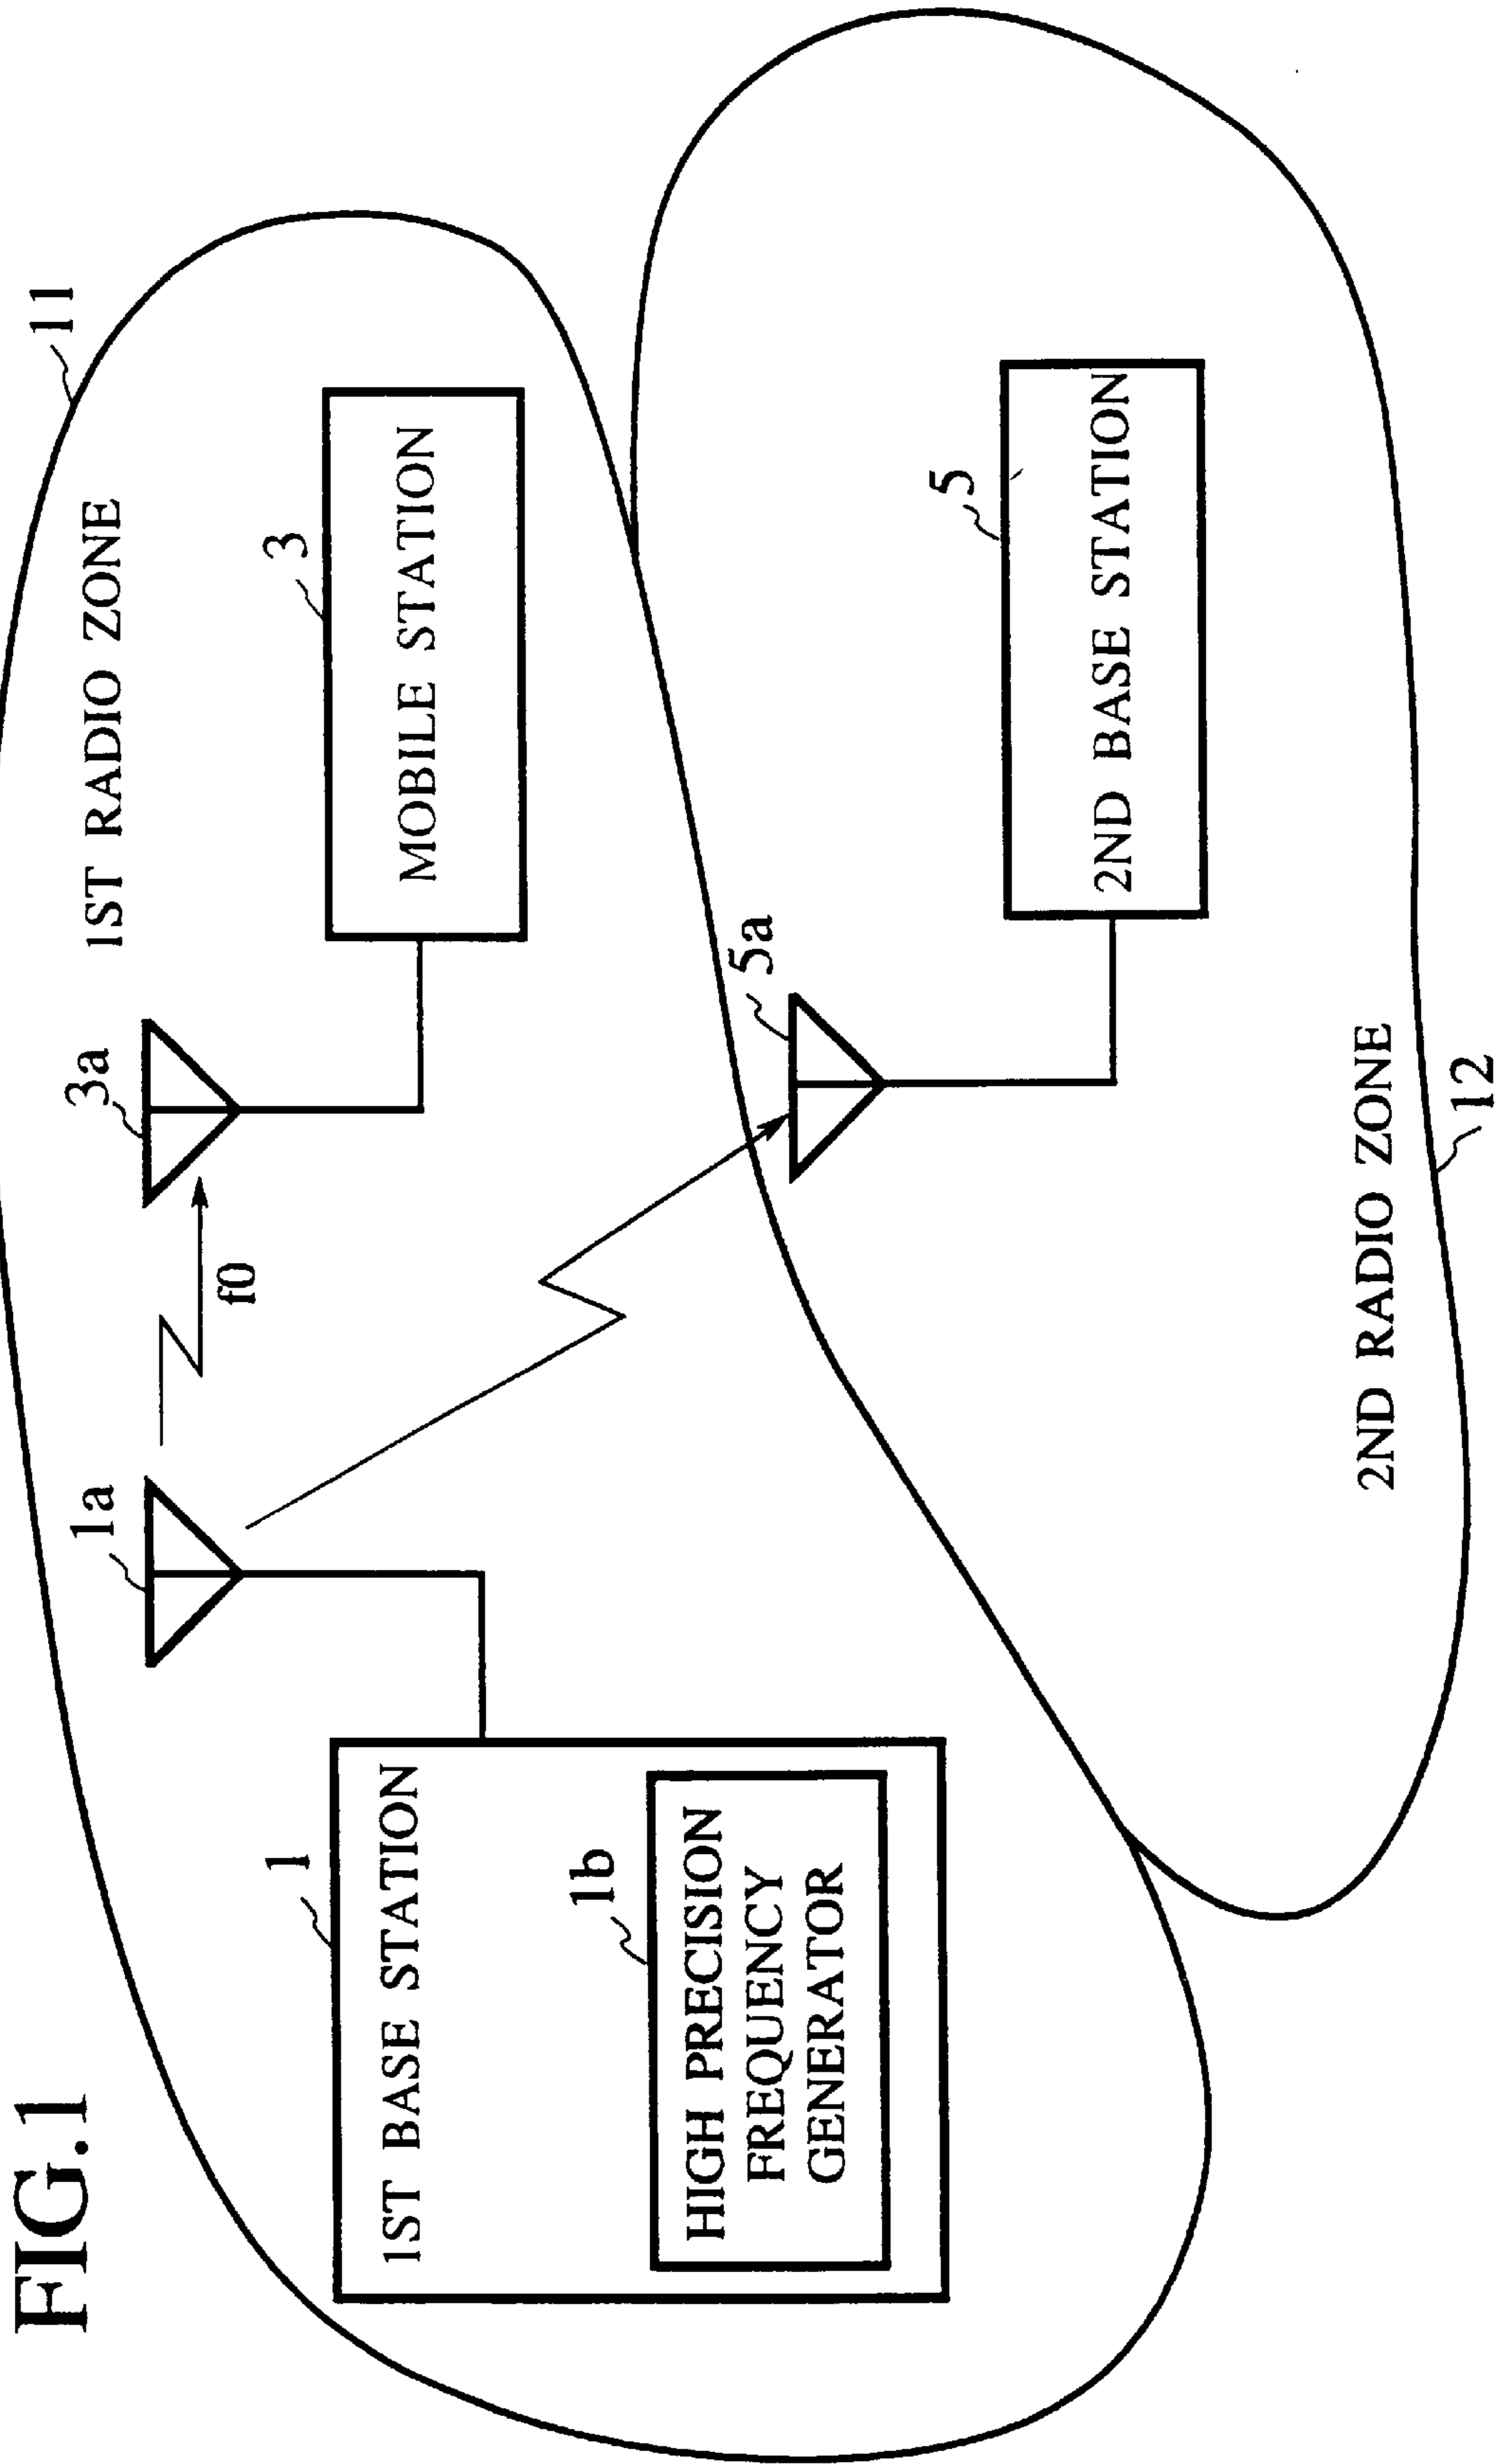 FIG.1
11
1ST RADIO ZONE
1a
3a
f0
1
1ST BASE STATION
1b
HIGH PRECISION
FREQUENCY
GENERATOR
3
MOBILE STATION
5a
5
2ND BASE STATION
2ND RADIO ZONE
12